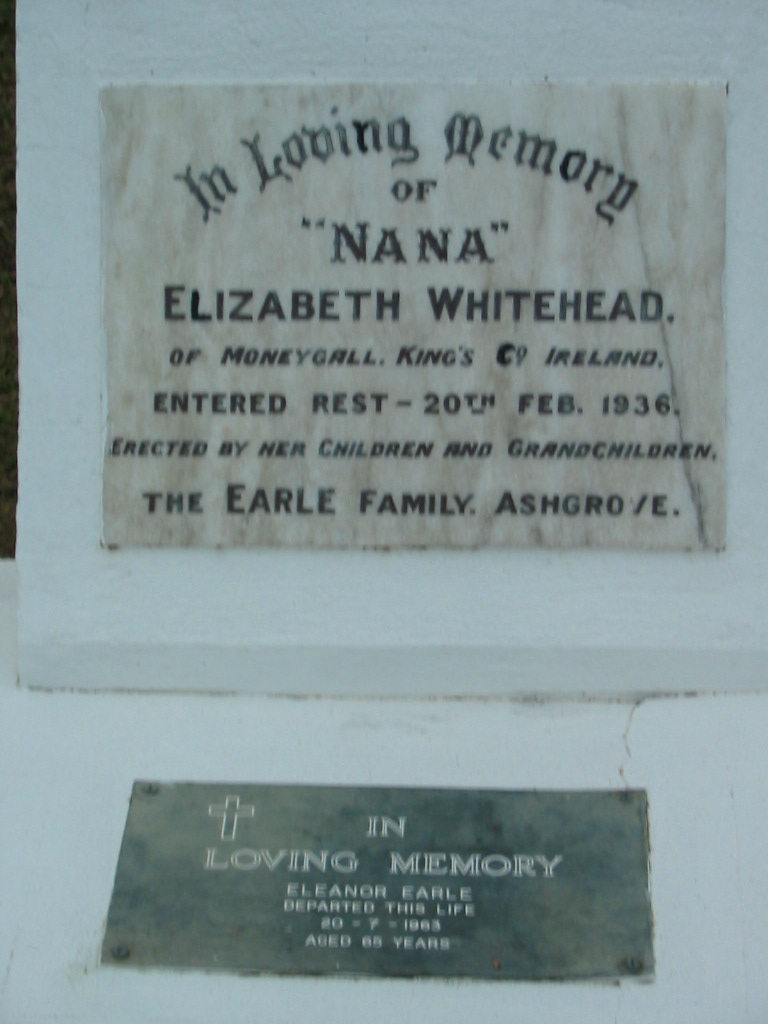 In Loving Memory
OF
"NANA"
ELIZABETH WHITEHEAD.
OF MONEYGALL. KING'S Co IRELAND.
ENTERED REST - 20TH FEB. 1936.
ERECTED BY HER CHILDREN AND GRANDCHILDREN,
THE EARLE FAMILY. ASHGROVE.
IN
LOVING MEMORY
ELEANOR EARLE
DEPARTED THIS LIFE
20 - 7 - 1963
AGED 65 YEARS